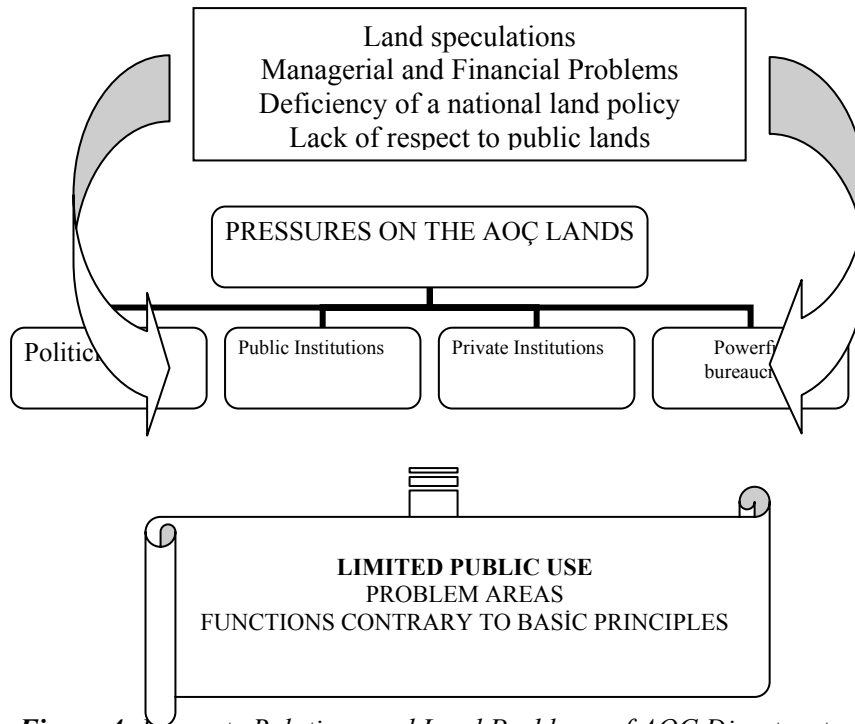 Land speculations
Managerial and Financial Problems
Deficiency of a national land policy
Lack of respect to public lands
PRESSURES ON THE AOÇ LANDS
Public Institutions
Private Institutions
LIMITED PUBLIC USE
PROBLEM AREAS
FUNCTIONS CONTRARY TO BASİC PRINCIPLES